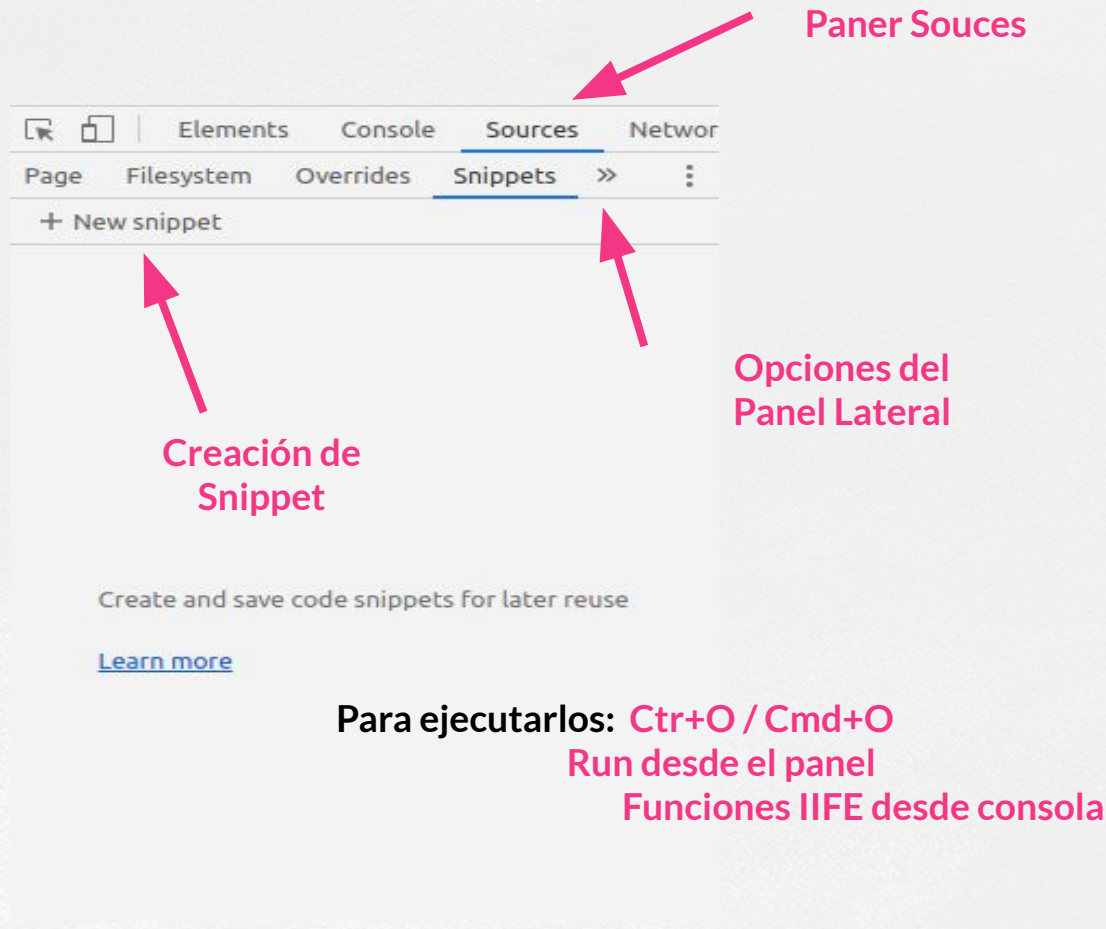 Paner Souces
Elements Console Sources Networ
Page Filesystem Overrides Snippets »
+ New snippet
Opciones del
Panel Lateral
Creación de
Snippet
Create and save code snippets for later reuse
Learn more
Para ejecutarlos: Ctr+O / Cmd+O
Run desde el panel
Funciones IIFE desde consola